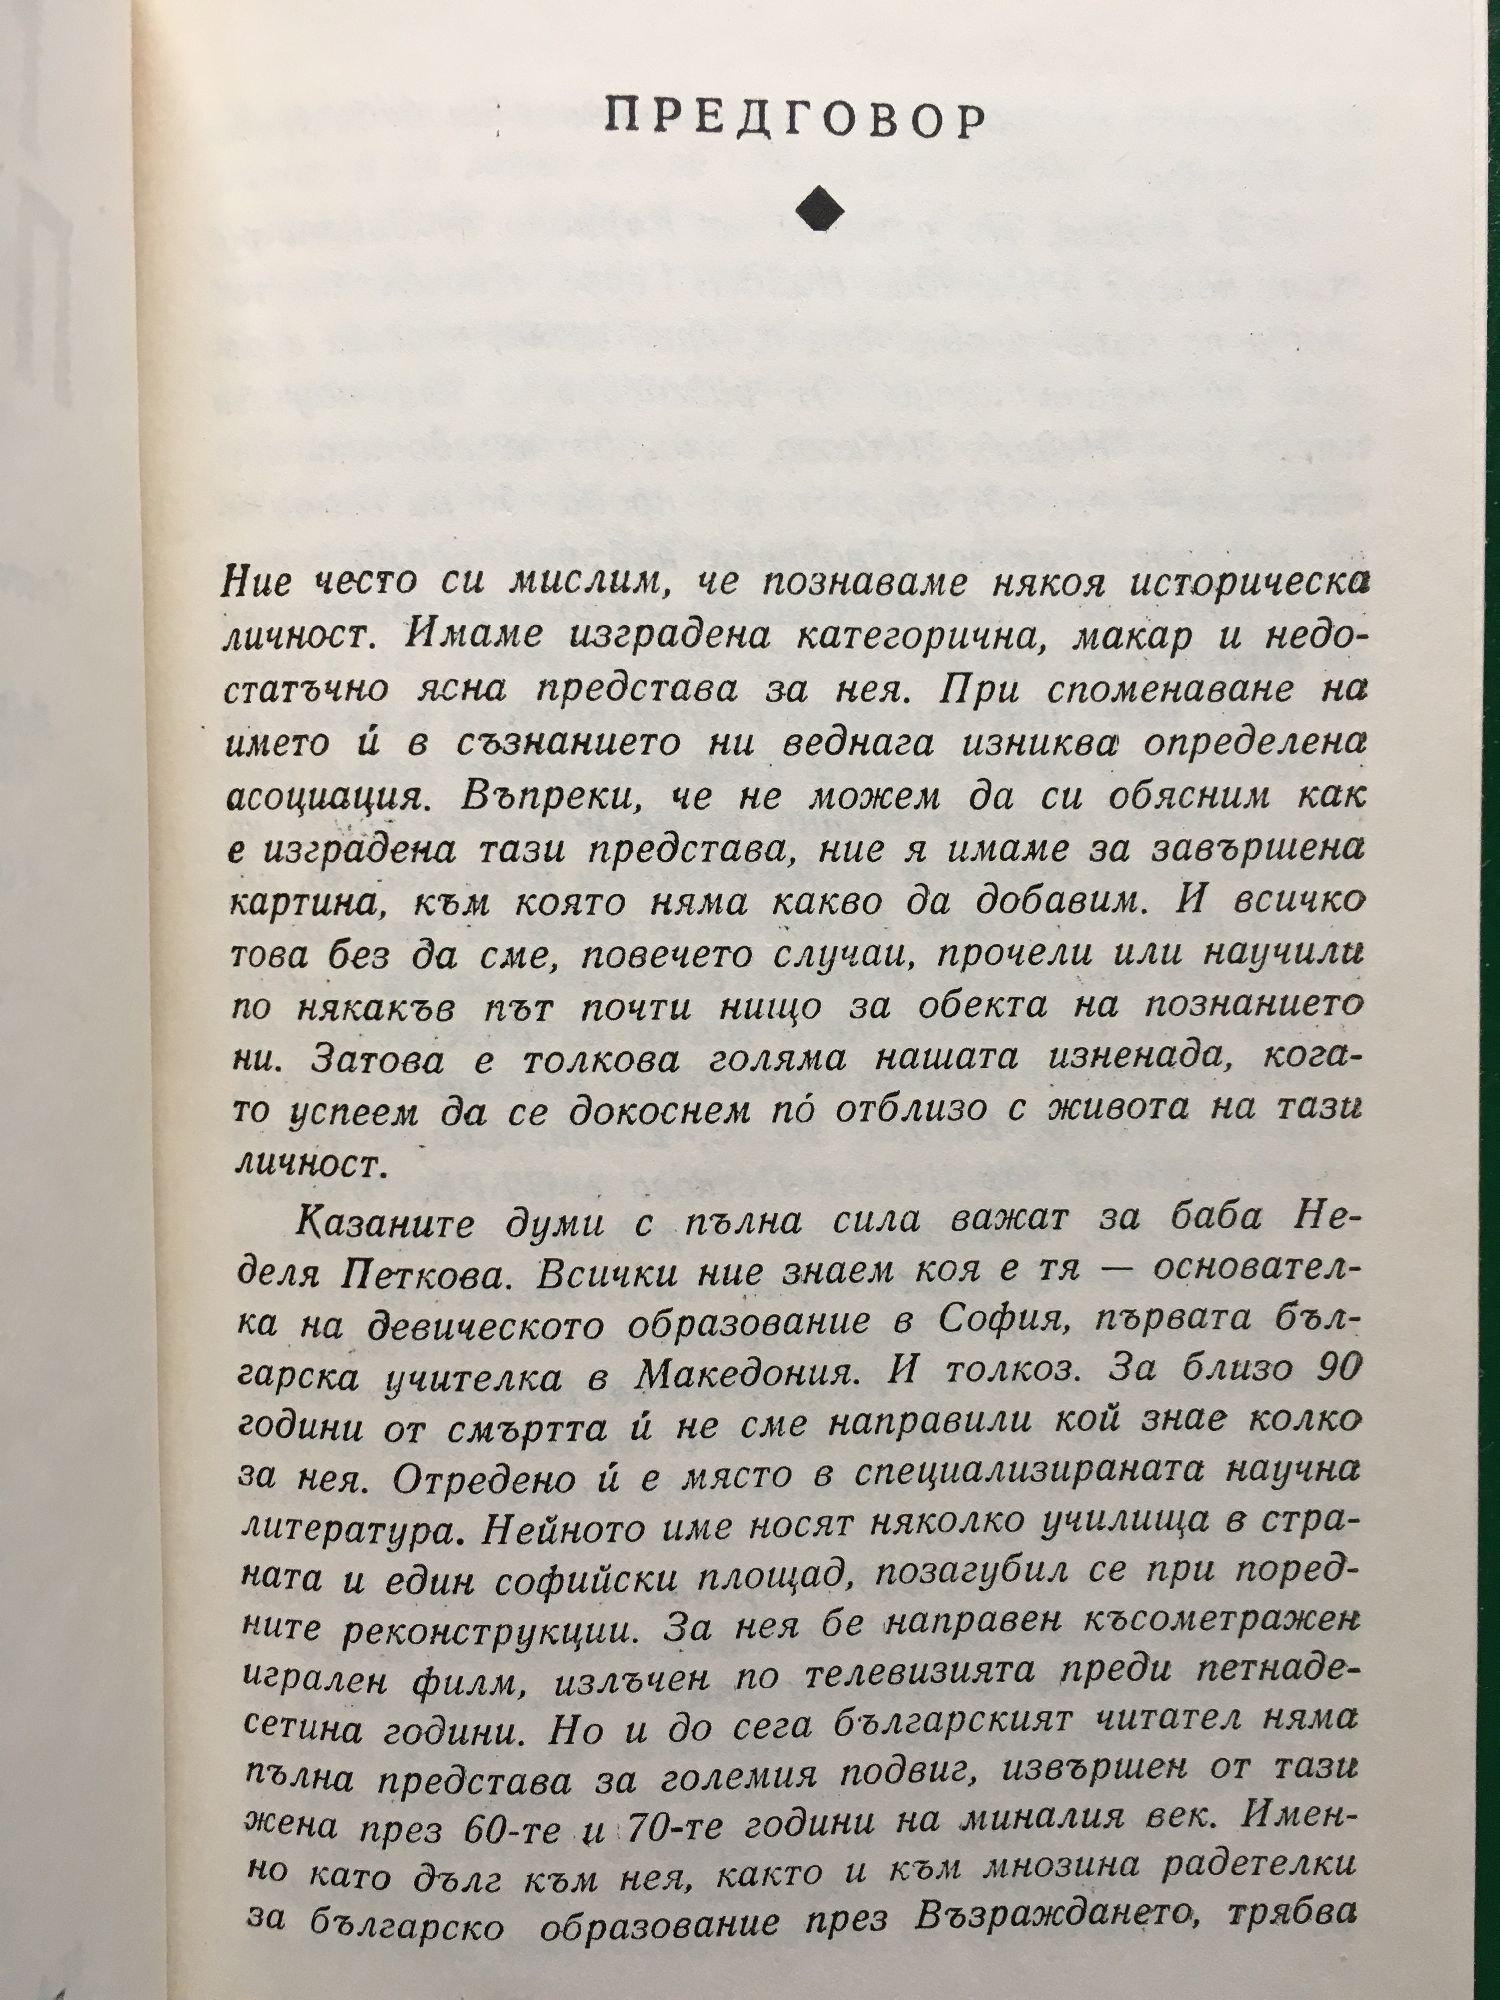 ПРЕДГОВОР
Ние често си мислим, че познаваме някоя историческа
личност. Имаме изградена категорична, макар и недо-
статъчно ясна представа за нея. При споменаване на
името ѝ в съзнанието ни веднага изниква определена
асоциация. Въпреки, че не можем да си обясним как
е изградена тази представа, ние я имаме за завършена
картина, към която няма какво да добавим. И всичко
това без да сме, повечето случаи, прочели или научили
по някакъв път почти нищо за обекта на познанието
ни. Затова е толкова голяма нашата изненада, кога-
то успеем да се докоснем по́ отблизо с живота на тази
личност.
Казаните думи с пълна сила важат за баба Не-
деля Петкова. Всички ние знаем коя е тя — основател-
ка на девическото образование в София, първата бъл-
гарска учителка в Македония. И толкоз. За близо 90
години от смъртта ѝ не сме направили кой знае колко
за нея. Отредено ѝ е място в специализираната научна
литература. Нейното име носят няколко училища в стра-
ната и един софийски площад, позагубил се при поред-
ните реконструкции. За нея бе направен късометражен
игрален филм, излъчен по телевизията преди петнаде-
сетина години. Но и до сега българският читател няма
пълна представа за големия подвиг, извършен от тази
жена през 60-те и 70-те години на миналия век. Имен-
но като дълг към нея, както и към мнозина радетелки
за българско образование през Възраждането, трябва